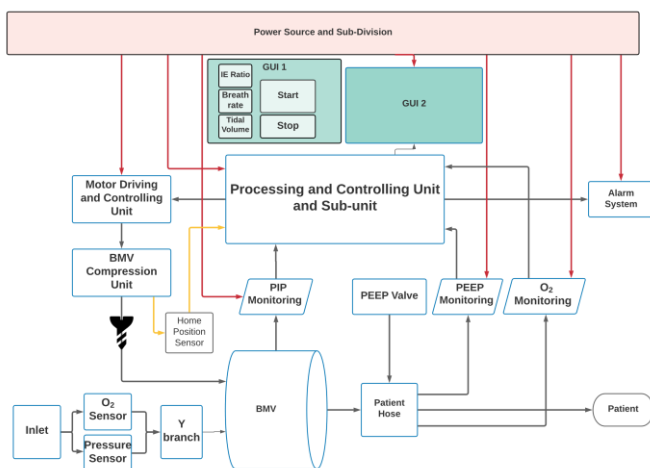 Power Source and Sub-Division
GUI 1
IE Ratio
Breath
rate
Tidal
Volume
Start
Stop
GUI 2
Motor Driving
and Controlling
Unit
Processing and Controlling Unit
and Sub-unit
Alarm
System
BMV
Compression
Unit
Home
Position
Sensor
PIP
Monitoring
PEEP Valve
PEEP
Monitoring
O2
Monitoring
Inlet
O2
Sensor
Pressure
Sensor
Y
branch
BMV
Patient
Hose
Patient